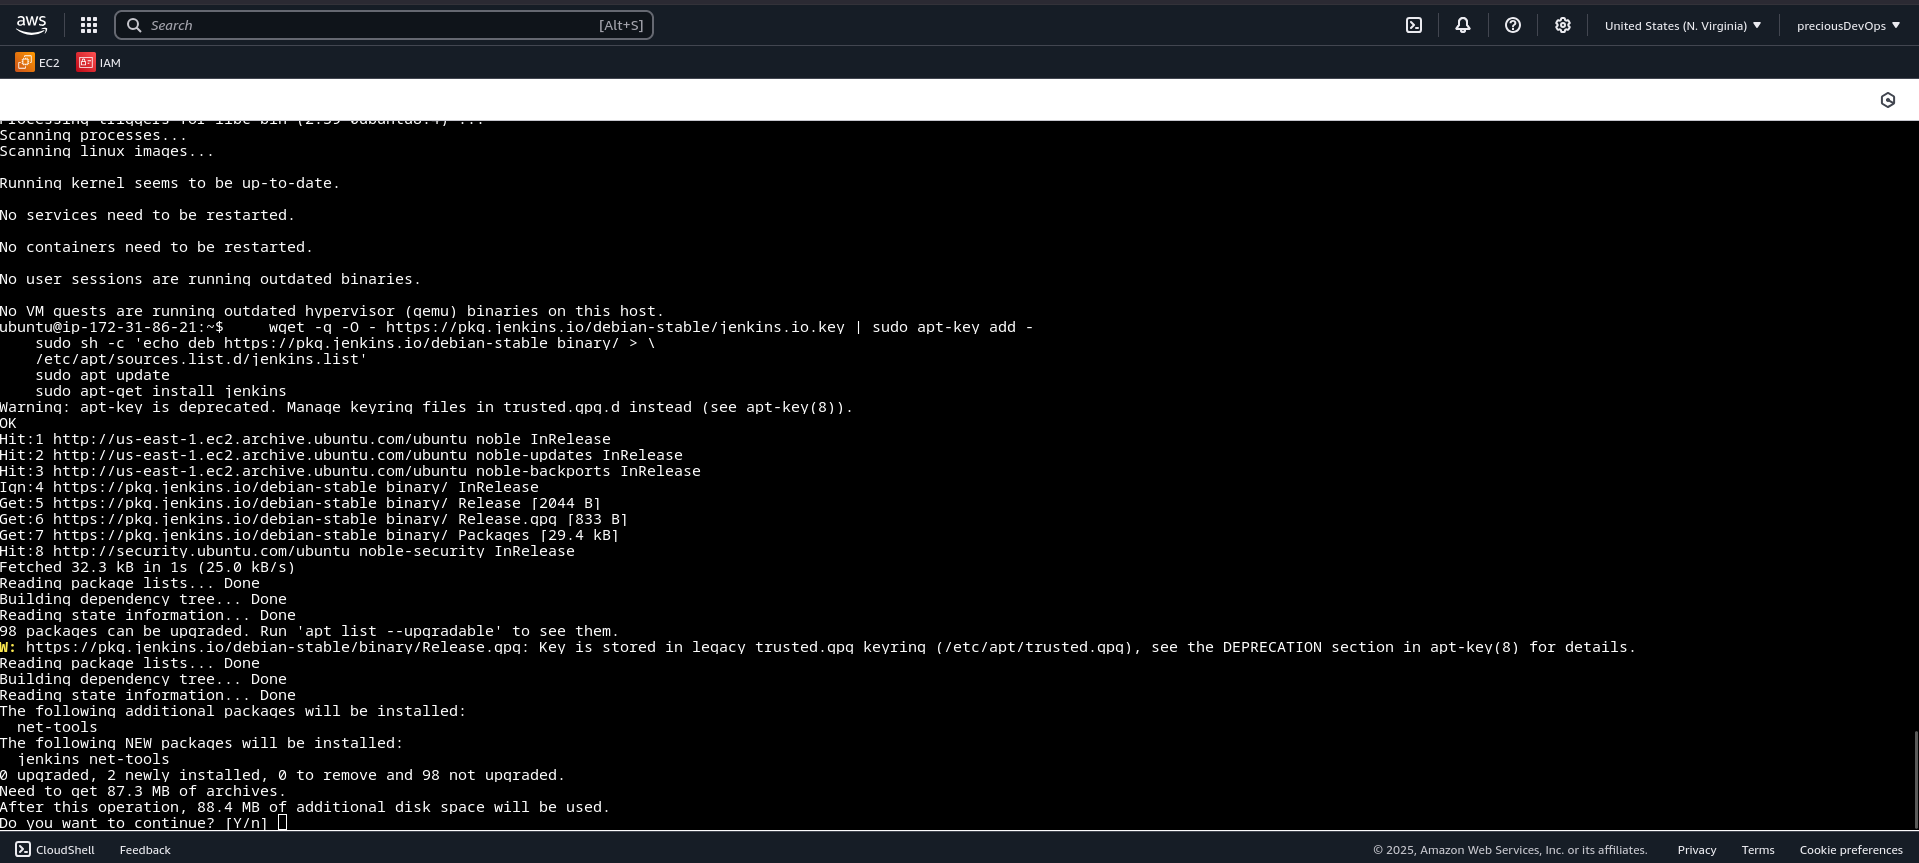 aws
Search [Alt+S]
United States (N. Virginia)
preciousDevOps
EC2
IAM
Processing triggers for libc-bin (2.39-0ubuntu8.4) ...
Scanning processes...
Scanning linux images...
Running kernel seems to be up-to-date.
No services need to be restarted.
No containers need to be restarted.
No user sessions are running outdated binaries.
No VM guests are running outdated hypervisor (qemu) binaries on this host.
ubuntu@ip-172-31-86-21:~$     wget -q -O - https://pkg.jenkins.io/debian-stable/jenkins.io.key | sudo apt-key add -
    sudo sh -c 'echo deb https://pkg.jenkins.io/debian-stable binary/ > \
    /etc/apt/sources.list.d/jenkins.list'
    sudo apt update
    sudo apt-get install jenkins
Warning: apt-key is deprecated. Manage keyring files in trusted.gpg.d instead (see apt-key(8)).
OK
Hit:1 http://us-east-1.ec2.archive.ubuntu.com/ubuntu noble InRelease
Hit:2 http://us-east-1.ec2.archive.ubuntu.com/ubuntu noble-updates InRelease
Hit:3 http://us-east-1.ec2.archive.ubuntu.com/ubuntu noble-backports InRelease
Ign:4 https://pkg.jenkins.io/debian-stable binary/ InRelease
Get:5 https://pkg.jenkins.io/debian-stable binary/ Release [2044 B]
Get:6 https://pkg.jenkins.io/debian-stable binary/ Release.gpg [833 B]
Get:7 https://pkg.jenkins.io/debian-stable binary/ Packages [29.4 kB]
Hit:8 http://security.ubuntu.com/ubuntu noble-security InRelease
Fetched 32.3 kB in 1s (25.0 kB/s)
Reading package lists... Done
Building dependency tree... Done
Reading state information... Done
98 packages can be upgraded. Run 'apt list --upgradable' to see them.
W: https://pkg.jenkins.io/debian-stable/binary/Release.gpg: Key is stored in legacy trusted.gpg keyring (/etc/apt/trusted.gpg), see the DEPRECATION section in apt-key(8) for details.
Reading package lists... Done
Building dependency tree... Done
Reading state information... Done
The following additional packages will be installed:
  net-tools
The following NEW packages will be installed:
  jenkins net-tools
0 upgraded, 2 newly installed, 0 to remove and 98 not upgraded.
Need to get 87.3 MB of archives.
After this operation, 88.4 MB of additional disk space will be used.
Do you want to continue? [Y/n]
CloudShell
Feedback
© 2025, Amazon Web Services, Inc. or its affiliates.
Privacy
Terms
Cookie preferences